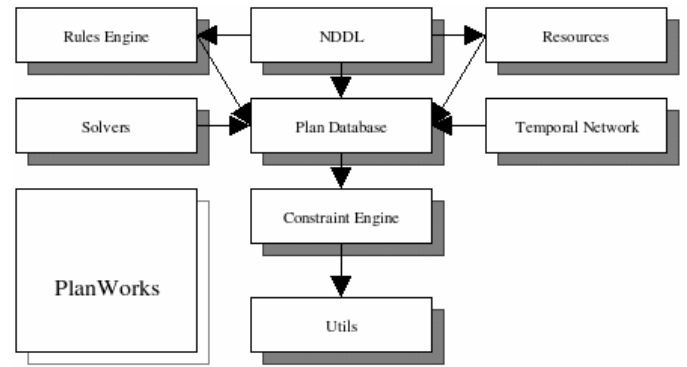 Rules Engine
NDDL
Resources
Solvers
Plan Database
Temporal Network
PlanWorks
Constraint Engine
Utils